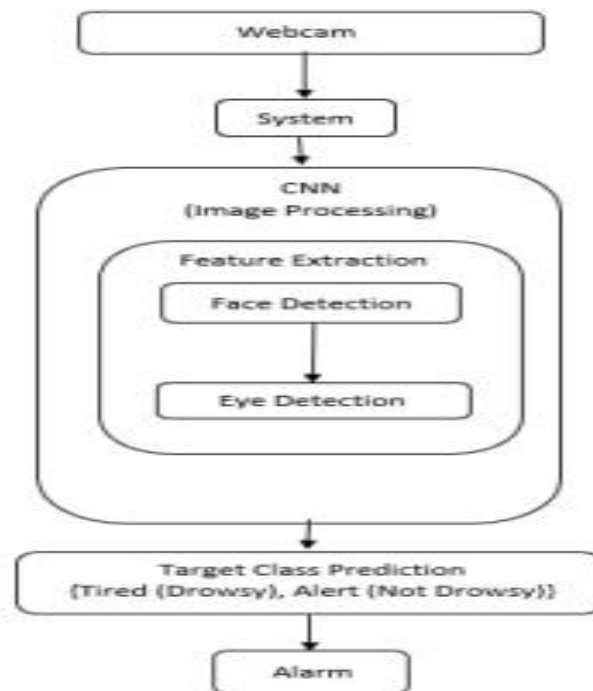 Webcam
System
CNN
(Image Processing)
Feature Extraction
Face Detection
Eye Detection
Target Class Prediction
(Tired (Drowsy), Alert (Not Drowsy))
Alarm